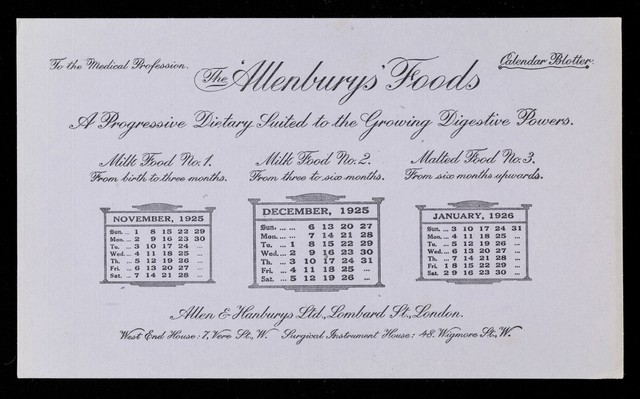 To the Medical Profession.
Calendar Blotter.
The 'Allenburys' Foods
A Progressive Dietary Suited to the Growing Digestive Powers.
Milk Food No. 1.
From birth to three months.
NOVEMBER, 1925
Sun. ... 1 8 15 22 29
Mon. .. 2 9 16 23 30
Tu. ... 3 10 17 24 ...
Wed. ... 4 11 18 25 ...
Th. ... 5 12 19 26 ...
Fri. ... 6 13 20 27 ...
Sat. ... 7 14 21 28 ...
Milk Food No. 2.
From three to six months.
DECEMBER, 1925
Sun. ... ... 6 13 20 27
Mon. ... ... 7 14 21 28
Tu. ... 1 8 15 22 29
Wed. ... 2 9 16 23 30
Th. ... 3 10 17 24 31
Fri. ... 4 11 18 25 ...
Sat. ... 5 12 19 26 ...
Malted Food No. 3.
From six months upwards.
JANUARY, 1926
Sun. ... 3 10 17 24 31
Mon. ... 4 11 18 25 ...
Tu. ... 5 12 19 26 ...
Wed. ... 6 13 20 27 ...
Th. ... 7 14 21 28 ...
Fri. 1 8 15 22 29 ...
Sat. 2 9 16 23 30 ...
Allen & Hanburys Ltd., Lombard St., London.
West End House: 7, Vere St., W. Surgical Instrument House: 48, Wigmore St., W.